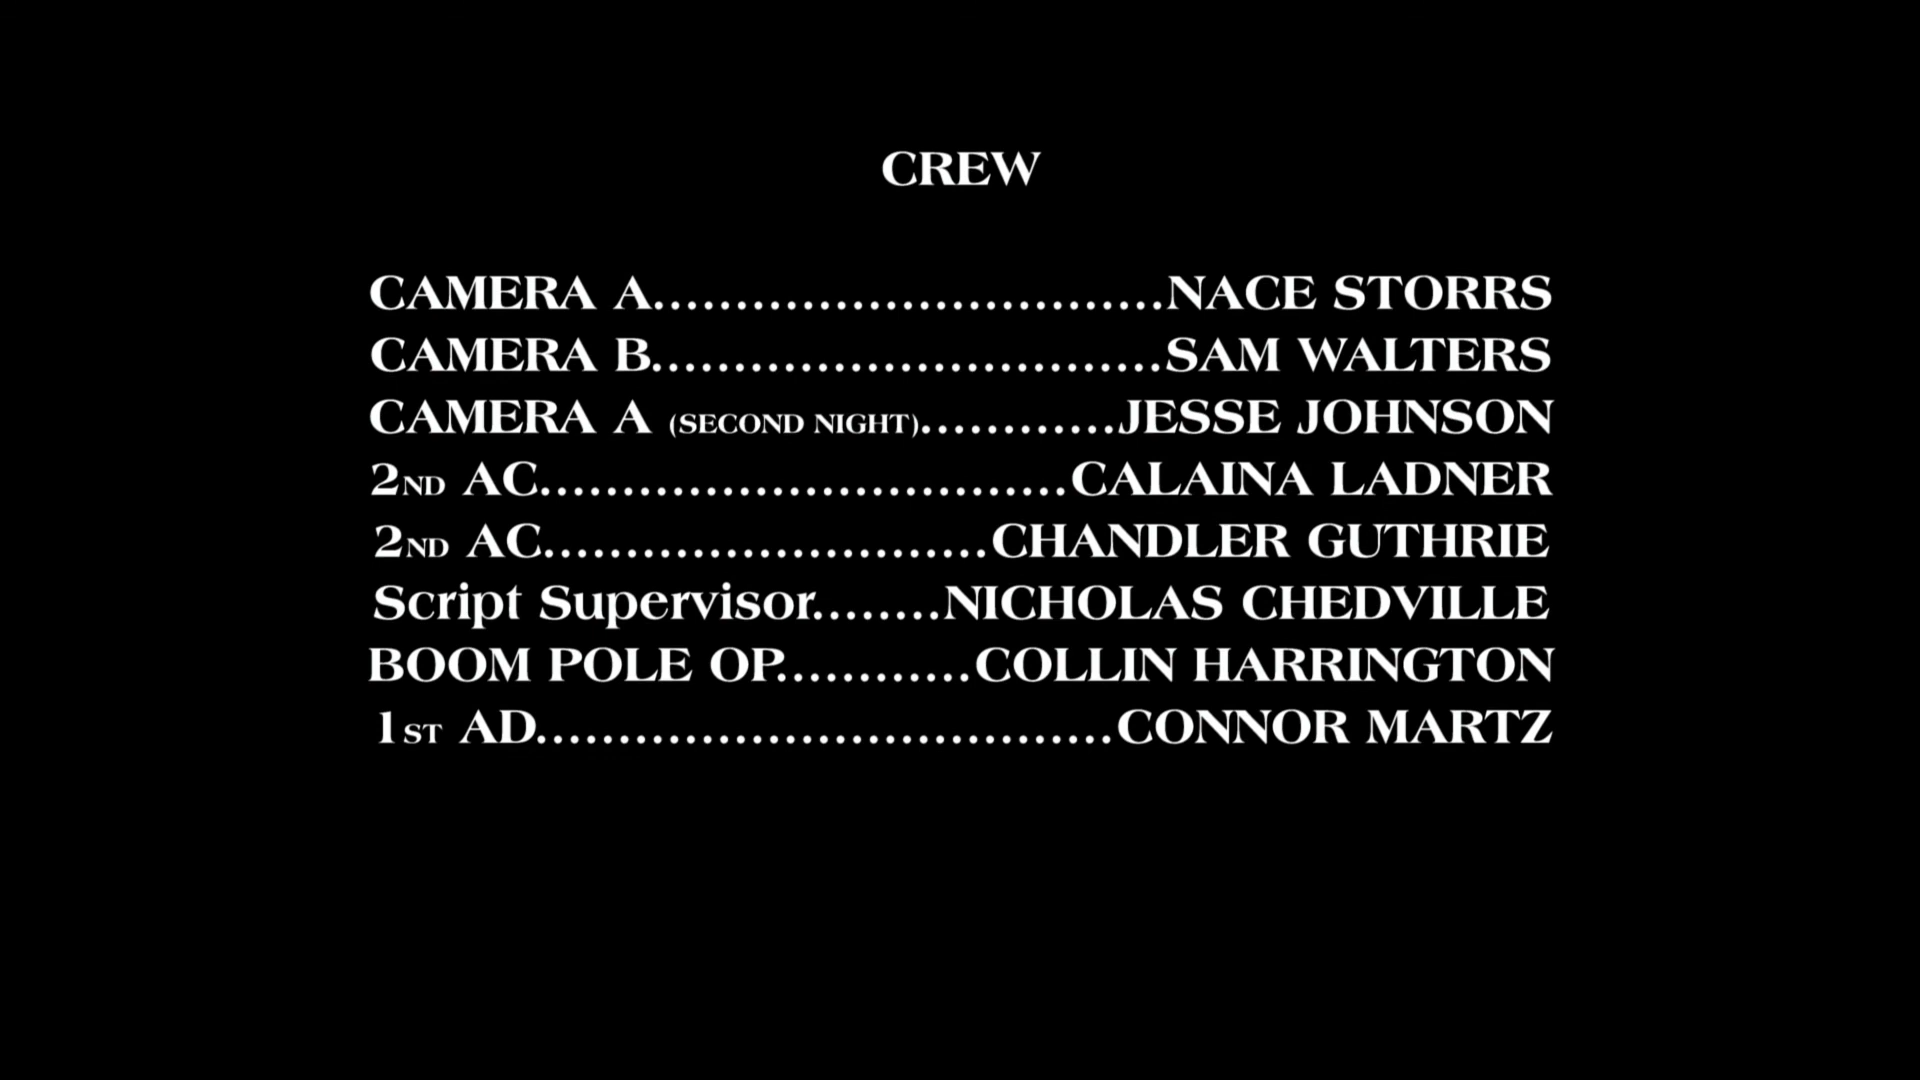 CREW
CAMERA A...............................NACE STORRS
CAMERA B...............................SAM WALTERS
CAMERA A (SECOND NIGHT)............JESSE JOHNSON
2ND AC................................CALAINA LADNER
2ND AC...........................CHANDLER GUTHRIE
Script Supervisor........NICHOLAS CHEDVILLE
BOOM POLE OP............COLLIN HARRINGTON
1ST AD...................................CONNOR MARTZ